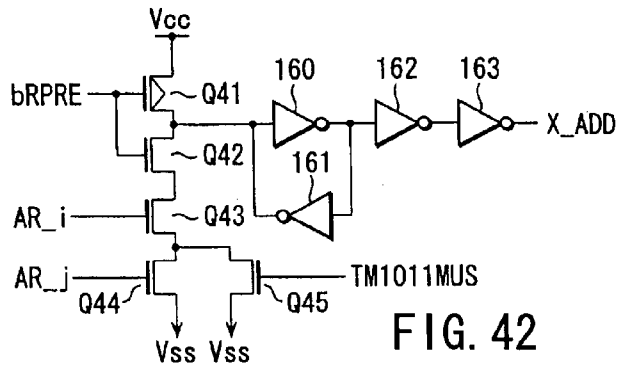 Vcc
160
162
163
bRPRE
Q41
X_ADD
Q42
161
AR_i
Q43
AR_j
TM1011MUS
Q44
Q45
Vss Vss
FIG. 42